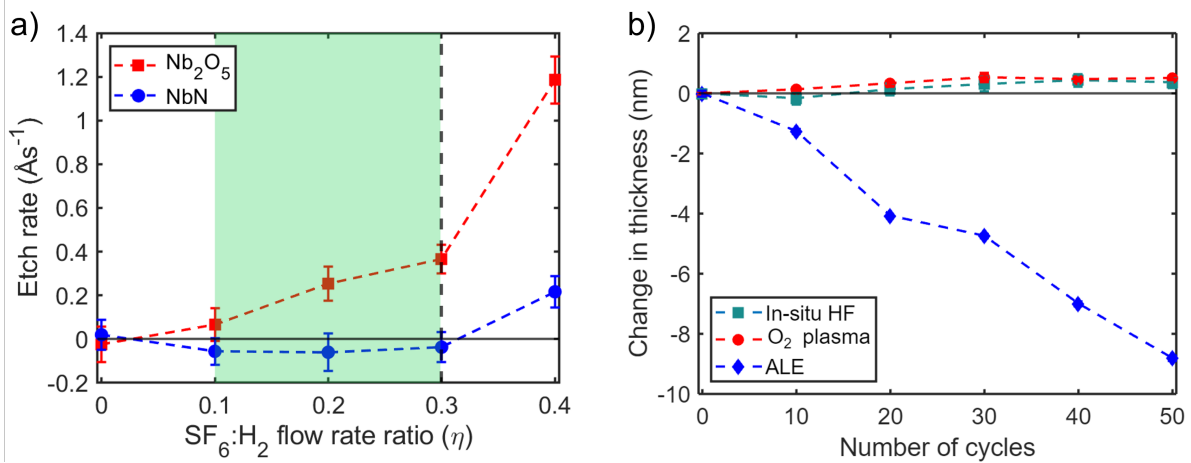 a)
1.4
1.2
1
0.8
0.6
0.4
0.2
0
-0.2
Etch rate (Ås⁻¹)
Nb₂O₅
NbN
0 0.1 0.2 0.3 0.4
SF₆:H₂ flow rate ratio (η)
b)
2
0
-2
-4
-6
-8
-10
Change in thickness (nm)
In-situ HF
O₂ plasma
ALE
0 10 20 30 40 50
Number of cycles